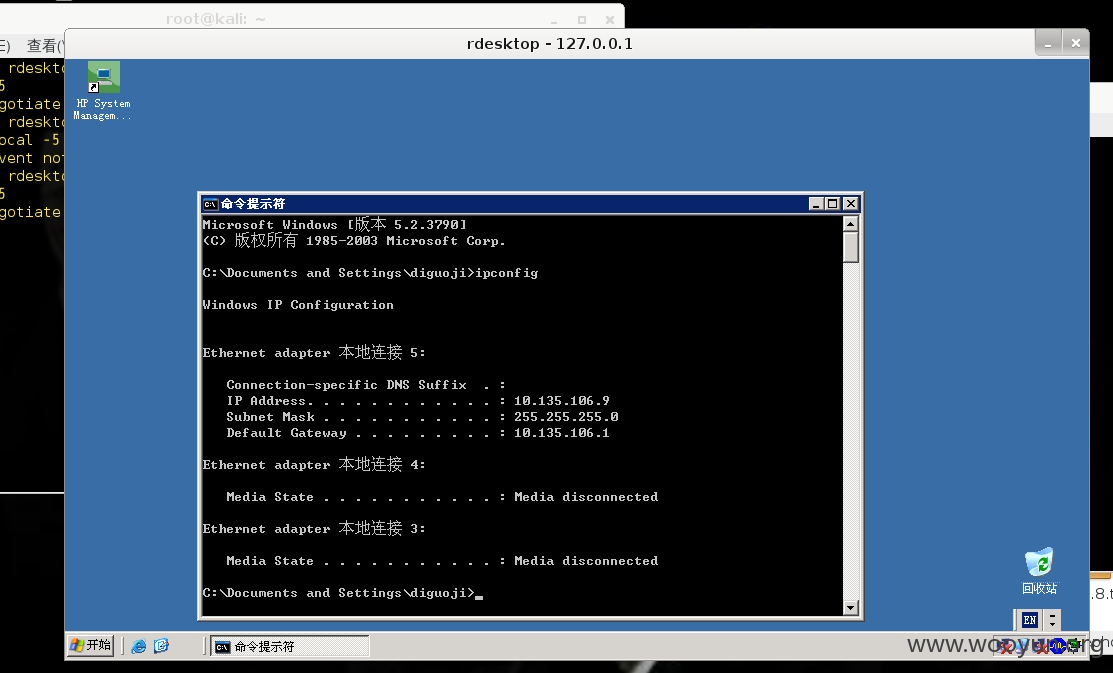 root@kali: ~
查看(
rdesktop - 127.0.0.1
rdeskto
5
gotiate
rdeskto
ocal -5
vent not
rdeskto
5
gotiate
HP System
Managem...
命令提示符
Microsoft Windows [版本 5.2.3790]
(C) 版权所有 1985-2003 Microsoft Corp.
C:\Documents and Settings\diguoji>ipconfig
Windows IP Configuration
Ethernet adapter 本地连接 5:
Connection-specific DNS Suffix  . :
IP Address. . . . . . . . . . . . : 10.135.106.9
Subnet Mask . . . . . . . . . . . : 255.255.255.0
Default Gateway . . . . . . . . . : 10.135.106.1
Ethernet adapter 本地连接 4:
Media State . . . . . . . . . . . : Media disconnected
Ethernet adapter 本地连接 3:
Media State . . . . . . . . . . . : Media disconnected
C:\Documents and Settings\diguoji>_
回收站
.8.t
EN
开始
命令提示符
www.wooyun.org